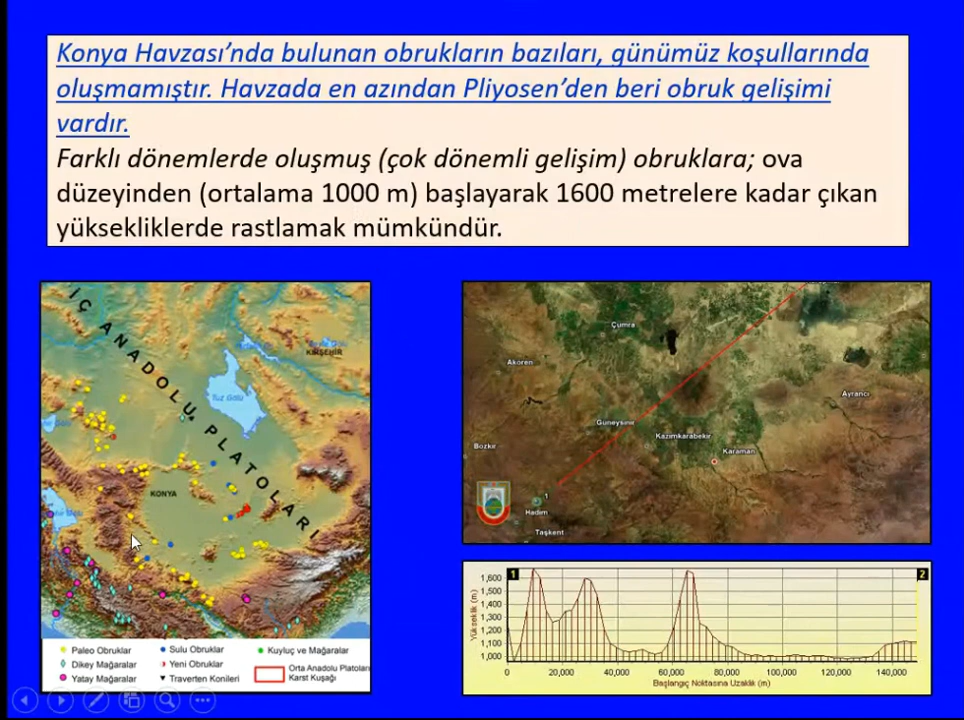 Konya Havzası’nda bulunan obrukların bazıları, günümüz koşullarında
oluşmamıştır. Havzada en azından Pliyosen’den beri obruk gelişimi
vardır.
Farklı dönemlerde oluşmuş (çok dönemli gelişim) obruklara; ova
düzeyinden (ortalama 1000 m) başlayarak 1600 metrelere kadar çıkan
yüksekliklerde rastlamak mümkündür.
İÇ ANADOLU PLATOLARI
KIRŞEHİR
Tuz Gölü
KONYA
Paleo Obruklar
Sulu Obruklar
Kuyluç ve Mağaralar
Dikey Mağaralar
Yeni Obruklar
Orta Anadolu Platoları
Karst Kuşağı
Yatay Mağaralar
Traverten Konileri
Çumra
Akören
Ayrancı
Güneysınır
Kazımkarabekir
Bozkır
Karaman
1
Hadim
Taşkent
1
2
1,600
1,500
1,400
1,300
1,200
1,100
1,000
Yükseklik (m)
0
20,000
40,000
60,000
80,000
100,000
120,000
140,000
Başlangıç Noktasına Uzaklık (m)